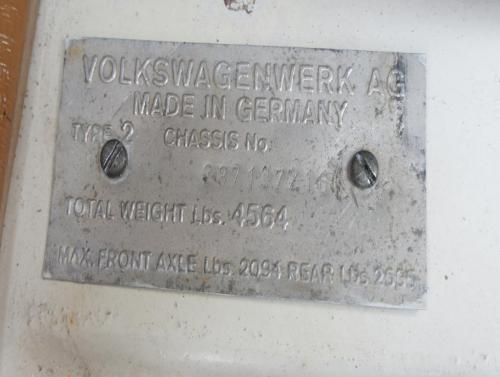 VOLKSWAGENWERK AG
MADE IN GERMANY
TYPE 2 CHASSIS No:
TOTAL WEIGHT Lbs. 4564
MAX. FRONT AXLE Lbs. 2094 REAR Lbs 2635